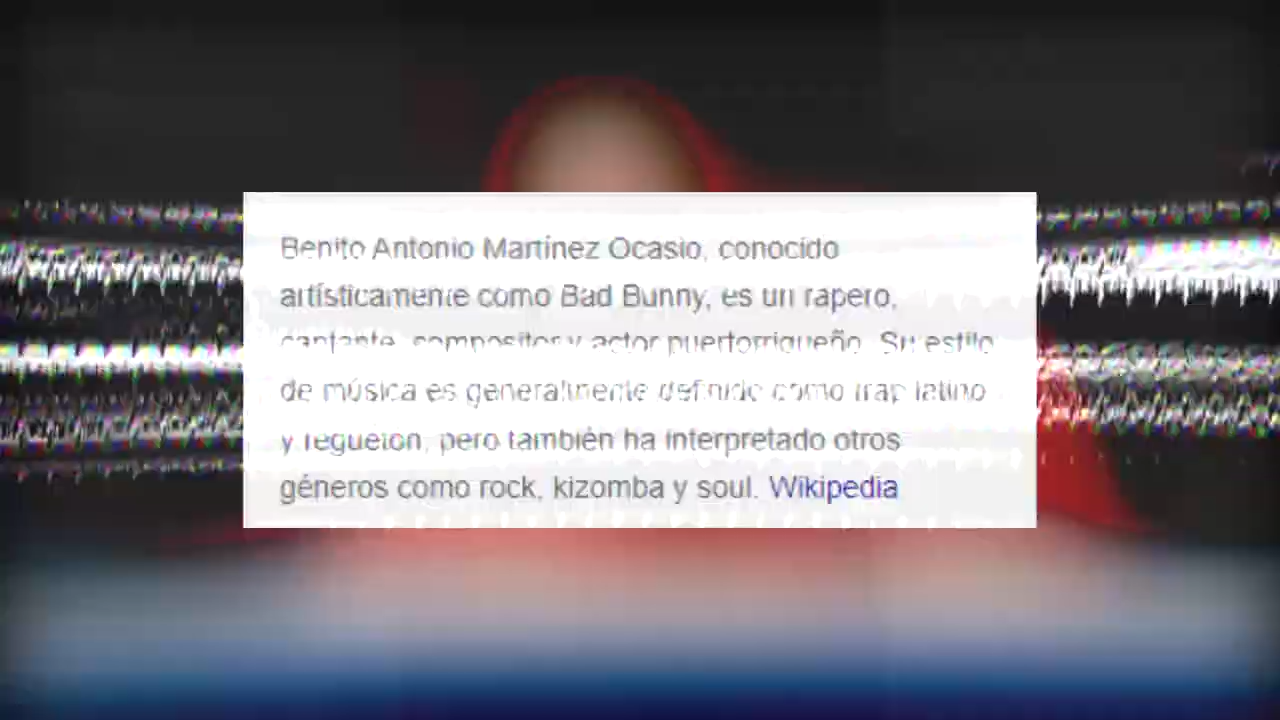 Benito Antonio Martínez Ocasio, conocido
artísticamente como Bad Bunny, es un rapero,
cantante, compositor y actor puertorriqueño. Su estilo
de música es generalmente definido como trap latino
y reguetón, pero también ha interpretado otros
géneros como rock, kizomba y soul. Wikipedia